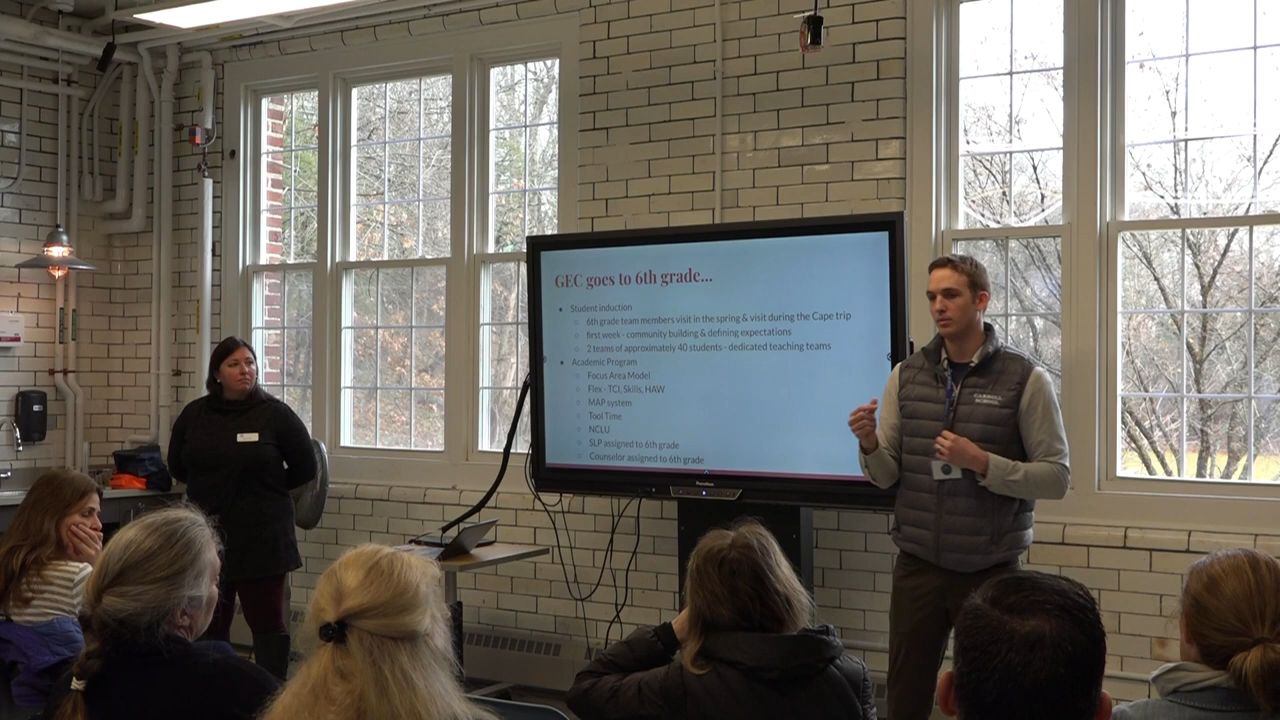 GEC goes to 6th grade...
Student induction
6th grade team members visit in the spring & visit during the Cape trip
first week - community building & defining expectations
2 teams of approximately 40 students - dedicated teaching teams
Academic Program
Focus Area Model
Flex - TCI, Skills, HAW
MAP system
Tool Time
NCLU
SLP assigned to 6th grade
Counselor assigned to 6th grade
Promethean
CARROLL
SCHOOL